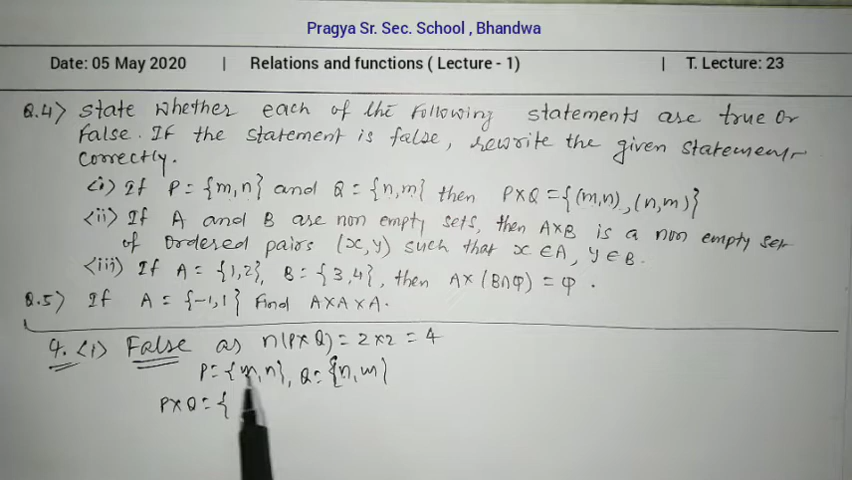 Pragya Sr. Sec. School , Bhandwa
Date: 05 May 2020 | Relations and functions ( Lecture - 1) | T. Lecture: 23
Q.4> State whether each of the following statements are true or
false. If the statement is false, rewrite the given statement
correctly.
<i> If P = {m,n} and Q = {n,m} then P×Q = {(m,n),(n,m)}
<ii> If A and B are non empty sets, then A×B is a non empty set
of ordered pairs (x,y) such that x ∈ A, y ∈ B.
<iii> If A = {1,2}, B = {3,4}, then A×(B∩φ) = φ.
Q.5> If A = {-1,1} Find A×A×A.
4. <i> False as n(P×Q) = 2×2 = 4
P = {m,n}, Q = {n,m}
P×Q = {